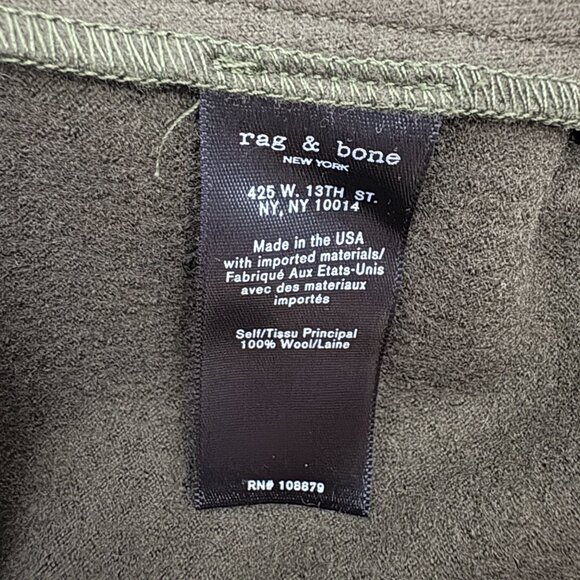 rag & bone
NEW YORK
425 W. 13TH ST.
NY, NY 10014
Made in the USA
with imported materials/
Fabriqué Aux Etats-Unis
avec des materiaux
importés
Self/Tissu Principal
100% Wool/Laine
RN# 108879